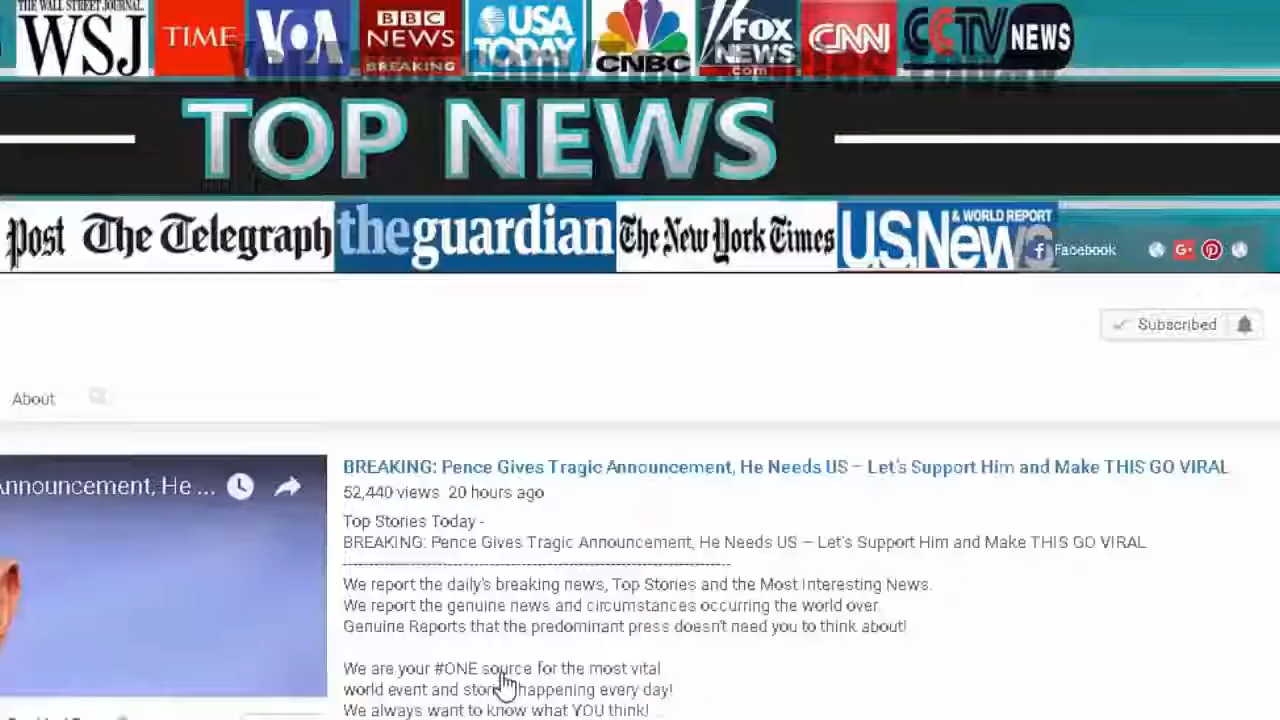 THE WALL STREET JOURNAL.
WSJ TIME VOA BBC NEWS BREAKING USA TODAY CNBC FOX NEWS .com CNN CCTV NEWS
TOP NEWS
Post The Telegraph theguardian The New York Times U.S.News & WORLD REPORT
Facebook G+
Subscribed
About
Announcement, He ...
BREAKING: Pence Gives Tragic Announcement, He Needs US – Let's Support Him and Make THIS GO VIRAL
52,440 views 20 hours ago
Top Stories Today -
BREAKING: Pence Gives Tragic Announcement, He Needs US – Let's Support Him and Make THIS GO VIRAL
We report the daily's breaking news, Top Stories and the Most Interesting News.
We report the genuine news and circumstances occurring the world over.
Genuine Reports that the predominant press doesn't need you to think about!
We are your #ONE source for the most vital
world event and happening every day!
We always want to know what YOU think!